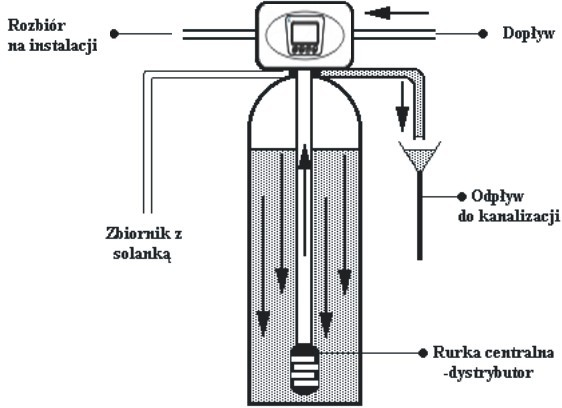 Rozbiór
na instalacji
Dopływ
Zbiornik z
solanką
Odpływ
do kanalizacji
Rurka centralna
-dystrybutor